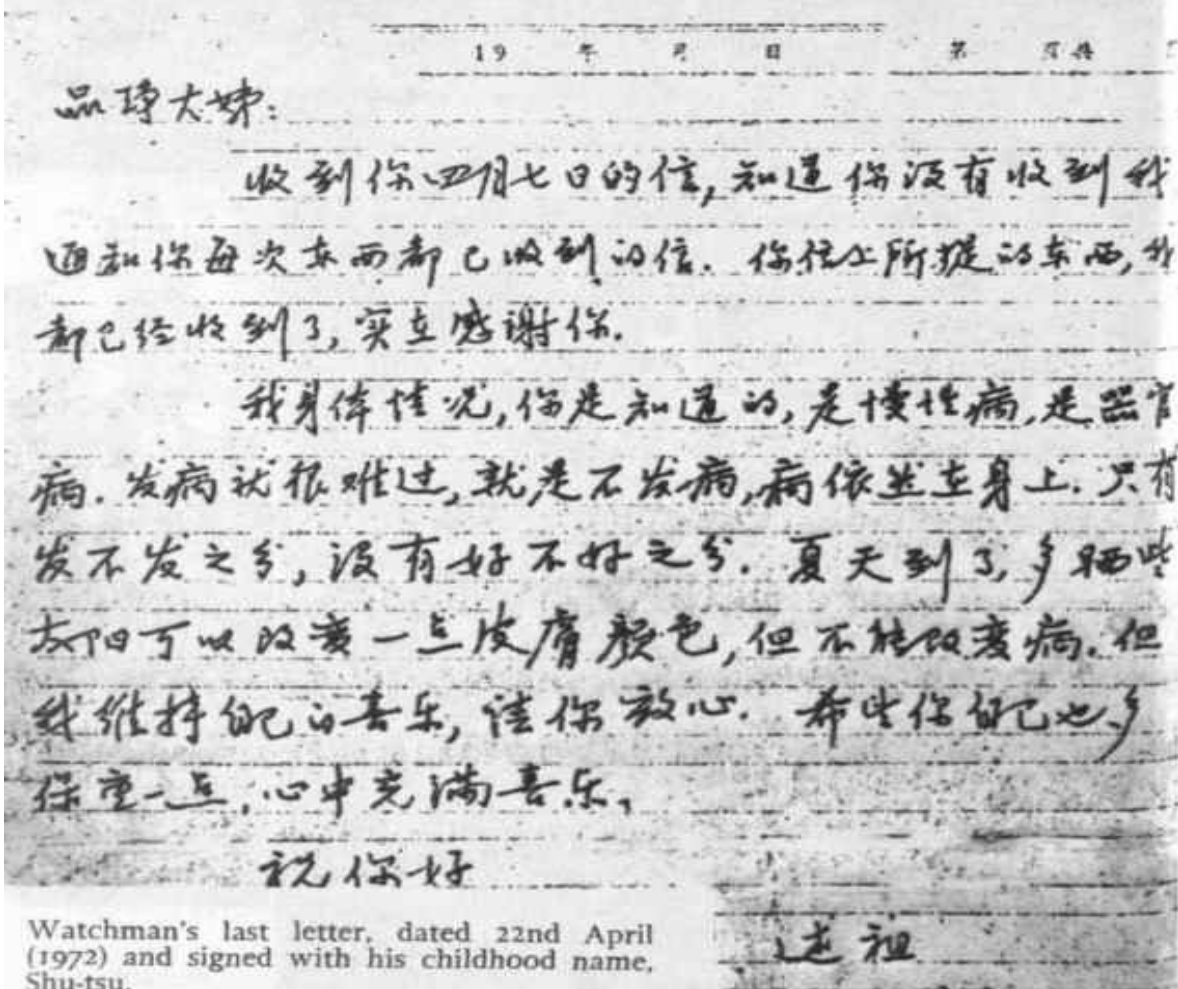 19 年 月 日 第 页共
品琤大姊:
收到你四月七日的信,知道你没有收到我
通知你每次东西都已收到的信. 你信上所提的东西,我
都已经收到了,实在感谢你.
我身体情况,你是知道的,是慢性病,是器官
病. 发病就很难过,就是不发病,病依然在身上. 只有
发不发之分,没有好不好之分. 夏天到了,多晒些
太阳可以改变一点皮肤颜色,但不能改变病. 但
我维持自己的喜乐,请你放心. 希望你自己也多
保重一点,心中充满喜乐.
祝你好
述祖
Watchman's last letter, dated 22nd April
(1972) and signed with his childhood name,
Shu-tsu.